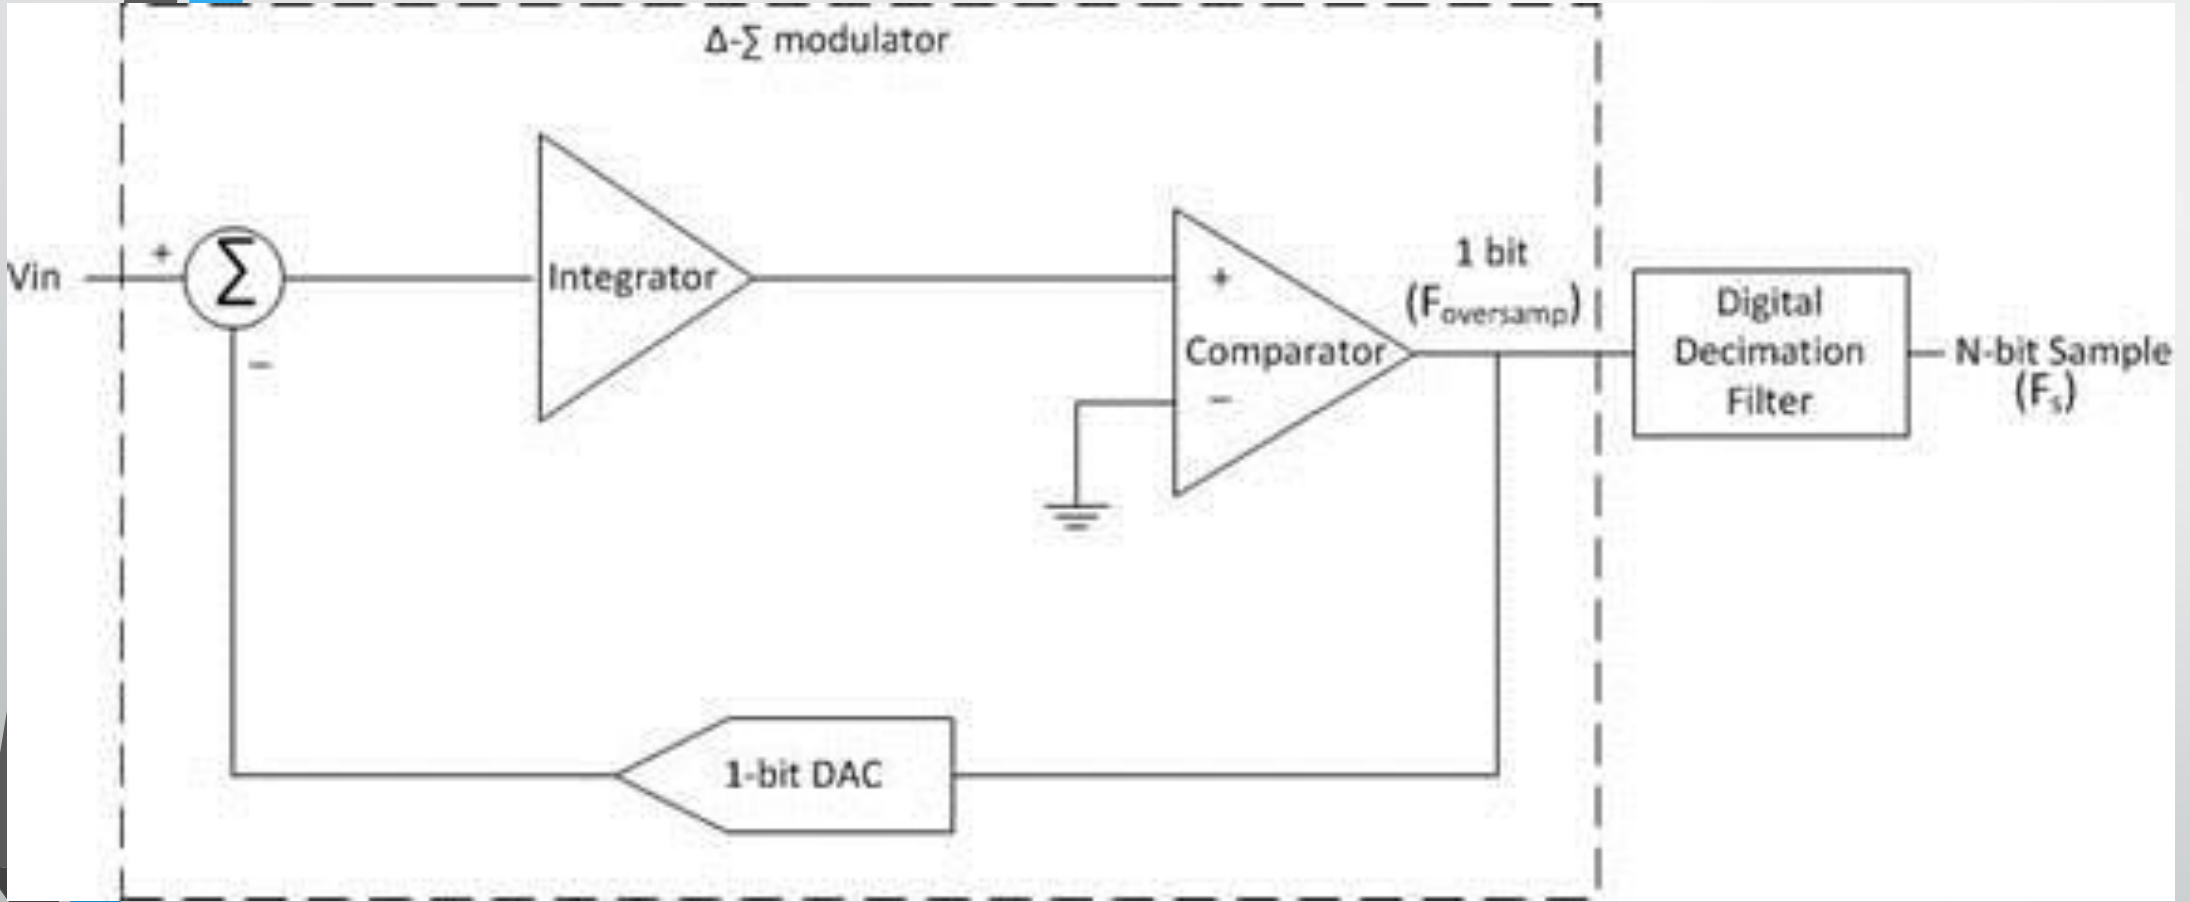 Δ-∑ modulator
Vin
+
∑
−
Integrator
+
Comparator
−
1 bit
(Foversamp)
Digital
Decimation
Filter
N-bit Sample
(Fs)
1-bit DAC